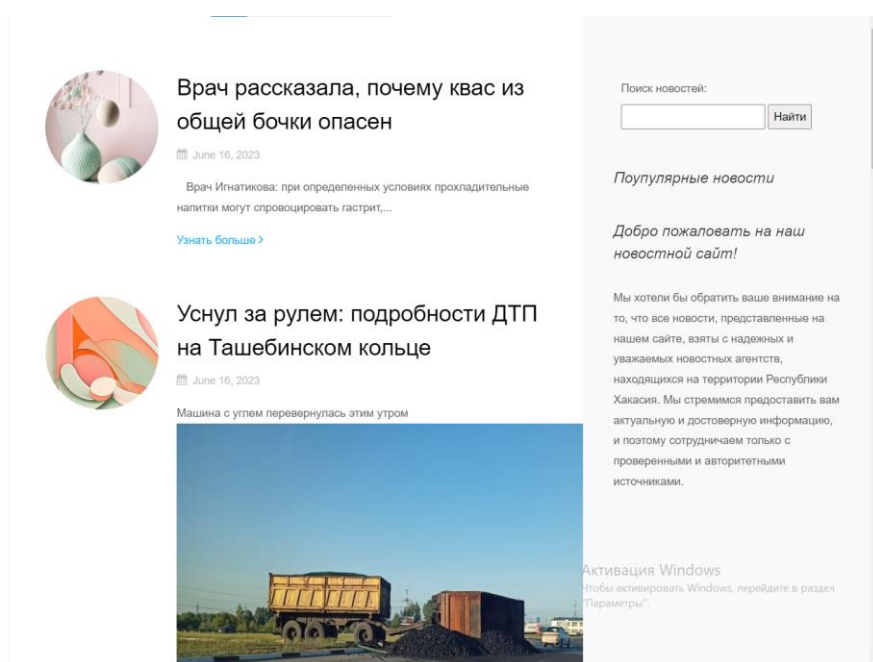 Врач рассказала, почему квас из
общей бочки опасен
June 16, 2023
Врач Игнатикова: при определенных условиях прохладительные
напитки могут спровоцировать гастрит,...
Узнать больше >
Уснул за рулем: подробности ДТП
на Ташебинском кольце
June 16, 2023
Машина с углем перевернулась этим утром
Поиск новостей:
Найти
Поупулярные новости
Добро пожаловать на наш
новостной сайт!
Мы хотели бы обратить ваше внимание на
то, что все новости, представленные на
нашем сайте, взяты с надежных и
уважаемых новостных агентств,
находящихся на территории Республики
Хакасия. Мы стремимся предоставить вам
актуальную и достоверную информацию,
и поэтому сотрудничаем только с
проверенными и авторитетными
источниками.
Активация Windows
Чтобы активировать Windows, перейдите в раздел
"Параметры".